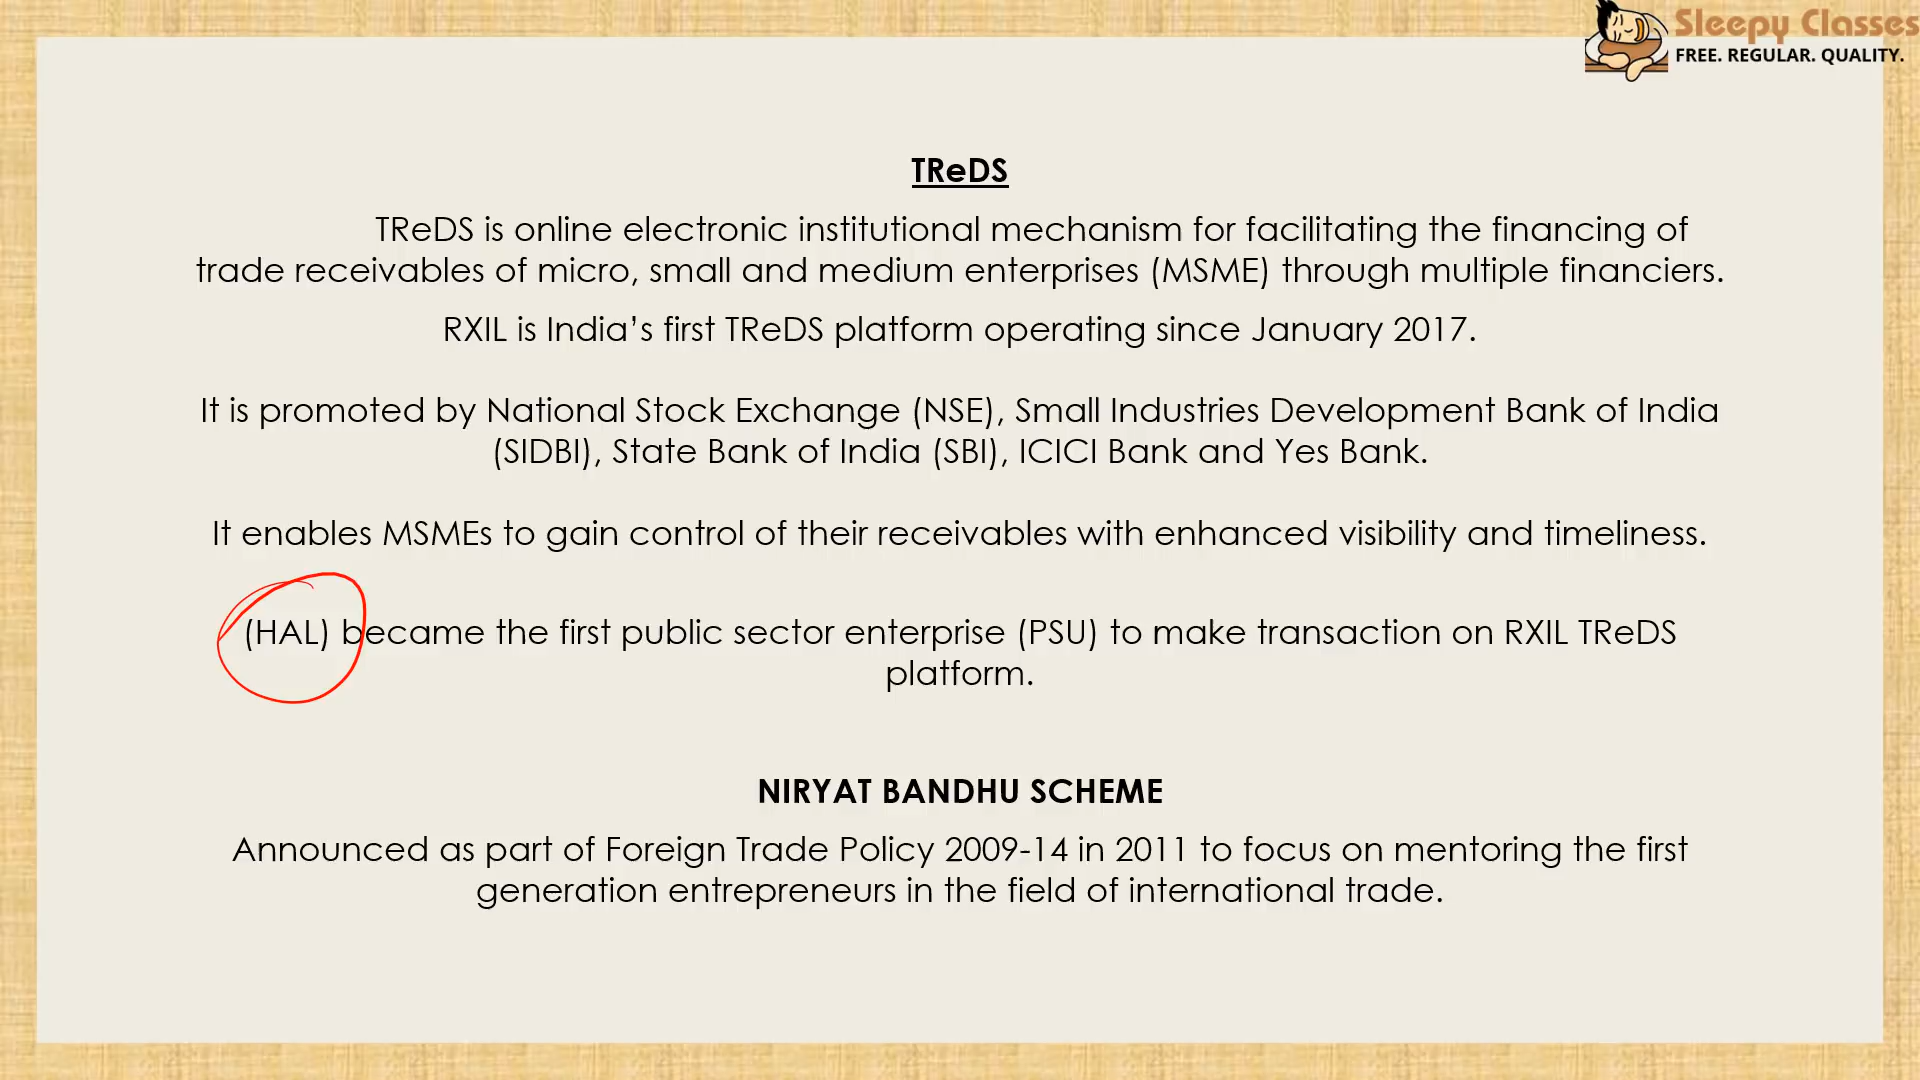 Sleepy Classes
FREE. REGULAR. QUALITY.
TReDS
TReDS is online electronic institutional mechanism for facilitating the financing of
trade receivables of micro, small and medium enterprises (MSME) through multiple financiers.
RXIL is India’s first TReDS platform operating since January 2017.
It is promoted by National Stock Exchange (NSE), Small Industries Development Bank of India
(SIDBI), State Bank of India (SBI), ICICI Bank and Yes Bank.
It enables MSMEs to gain control of their receivables with enhanced visibility and timeliness.
(HAL) became the first public sector enterprise (PSU) to make transaction on RXIL TReDS
platform.
NIRYAT BANDHU SCHEME
Announced as part of Foreign Trade Policy 2009-14 in 2011 to focus on mentoring the first
generation entrepreneurs in the field of international trade.